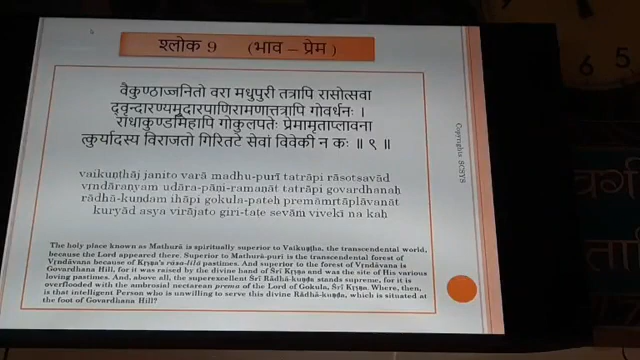 श्लोक 9 (भाव – प्रेम )
वैकुण्ठाज्जनितो वरा मधुपुरी तत्रापि रासोत्सवा
द्वृन्दारण्यमुदारपाणिरामणात्तत्रापि गोवर्धनः ।
राधाकुण्डमिहापि गोकुलपतेः प्रेमामृताप्लावना
त्कुर्यादस्य विराजतो गिरितटे सेवां विवेकी न कः ॥ ९ ॥
vaikuṇṭhāj janito varā madhu-purī tatrāpi rāsotsavād
vṛndāraṇyam udāra-pāṇi-ramaṇāt tatrāpi govardhanaḥ
rādhā-kuṇḍam ihāpi gokula-pateḥ premāmṛtāplāvanāt
kuryād asya virājato giri-taṭe sevāṁ vivekī na kaḥ
The holy place known as Mathurā is spiritually superior to Vaikuṇṭha, the transcendental world,
because the Lord appeared there. Superior to Mathurā-purī is the transcendental forest of
Vṛndāvana because of Kṛṣṇa's rāsa-līlā pastimes. And superior to the forest of Vṛndāvana is
Govardhana Hill, for it was raised by the divine hand of Śrī Kṛṣṇa and was the site of His various
loving pastimes. And, above all, the superexcellent Śrī Rādhā-kuṇḍa stands supreme, for it is
overflooded with the ambrosial nectarean prema of the Lord of Gokula, Śrī Kṛṣṇa. Where, then,
is that intelligent Person who is unwilling to serve this divine Rādhā-kuṇḍa, which is situated at
the foot of Govardhana Hill?
Copyrights SCSYS
6 5
वर्ग